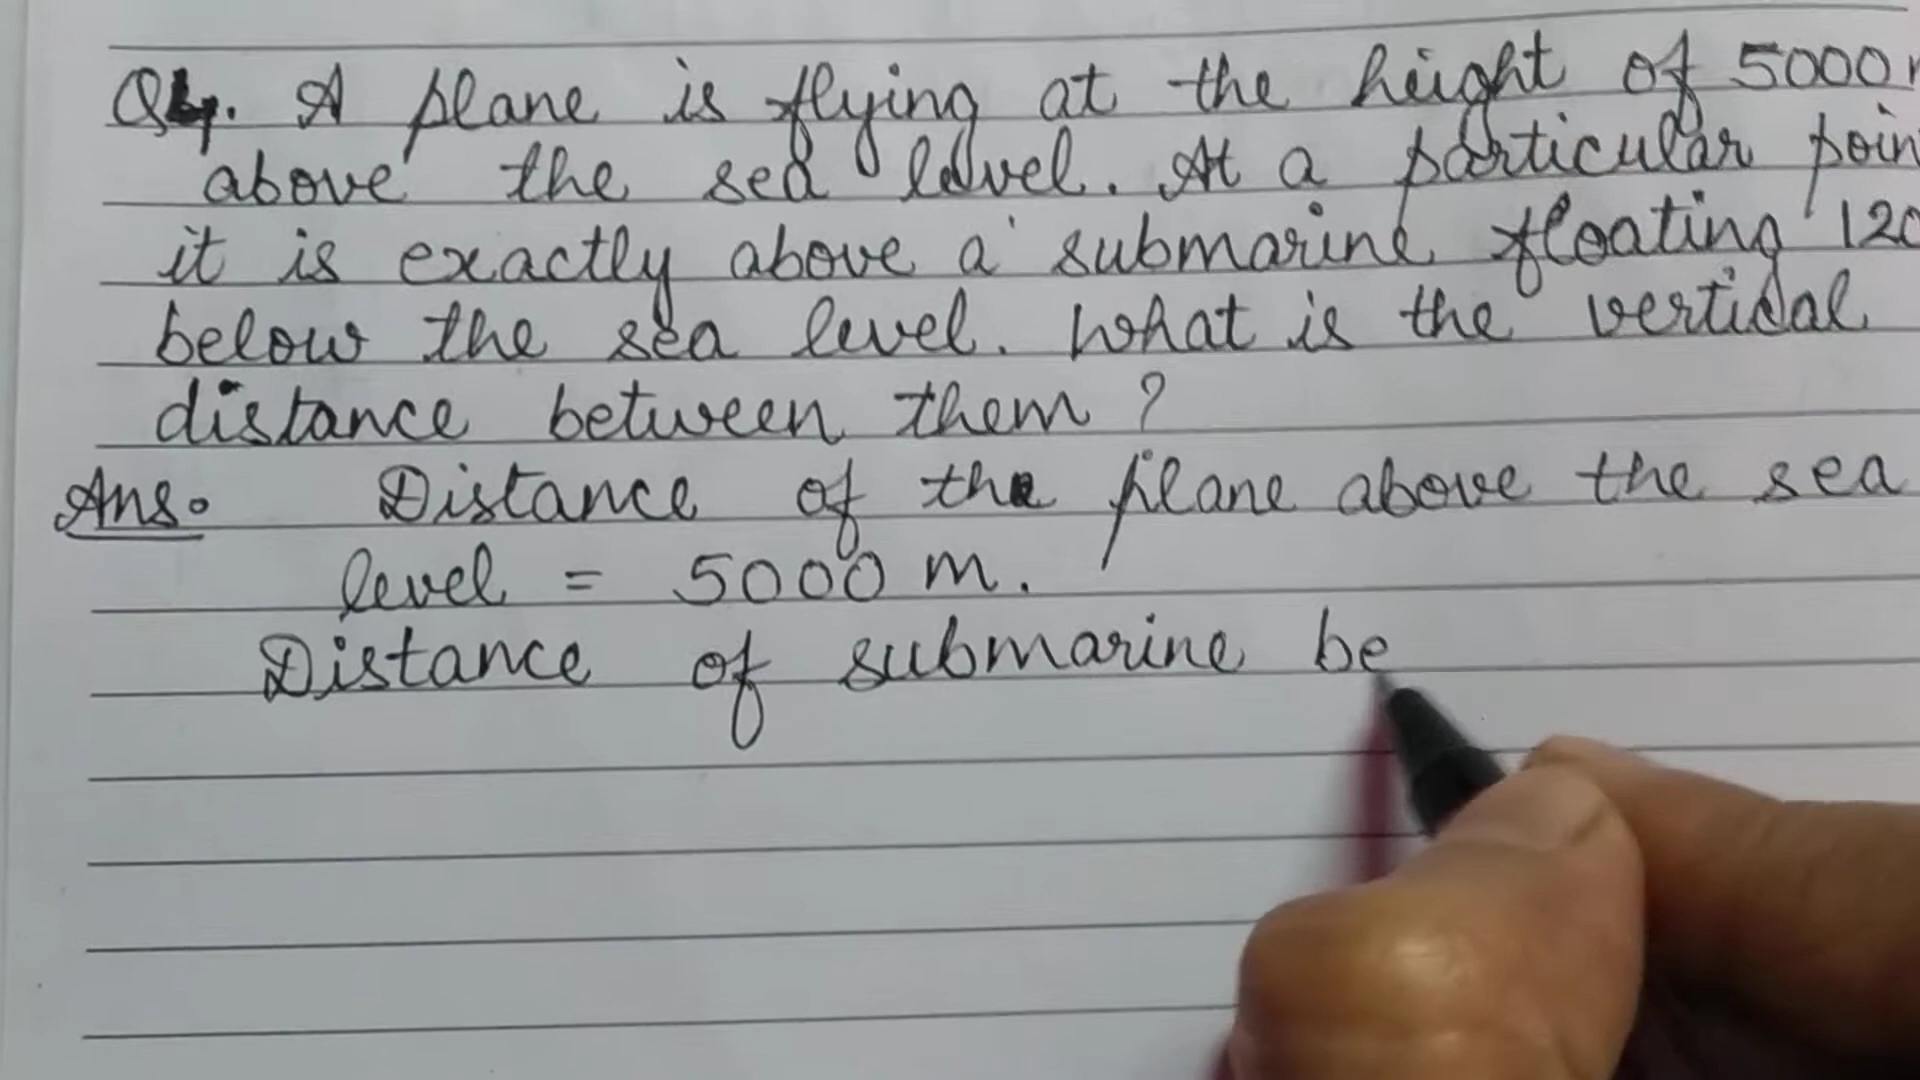 Q4. A plane is flying at the height of 5000
above the sea level. At a particular poin
it is exactly above a submarine floating 120
below the sea level. What is the vertical
distance between them?
Ans. Distance of the plane above the sea
level = 5000 m.
Distance of submarine be